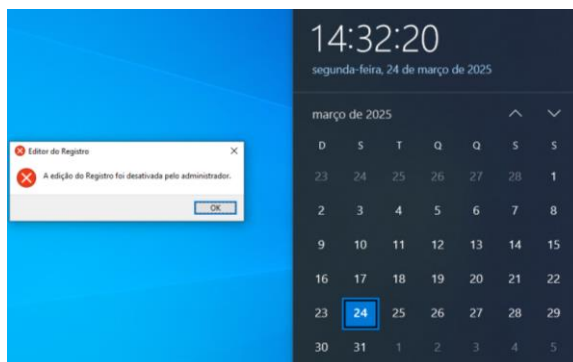 14:32:20
segunda-feira, 24 de março de 2025
março de 2025
D S T Q Q S S
23 24 25 26 27 28 1
2 3 4 5 6 7 8
9 10 11 12 13 14 15
16 17 18 19 20 21 22
23 24 25 26 27 28 29
30 31 1 2 3 4 5
Editor do Registro
A edição do Registro foi desativada pelo administrador.
OK